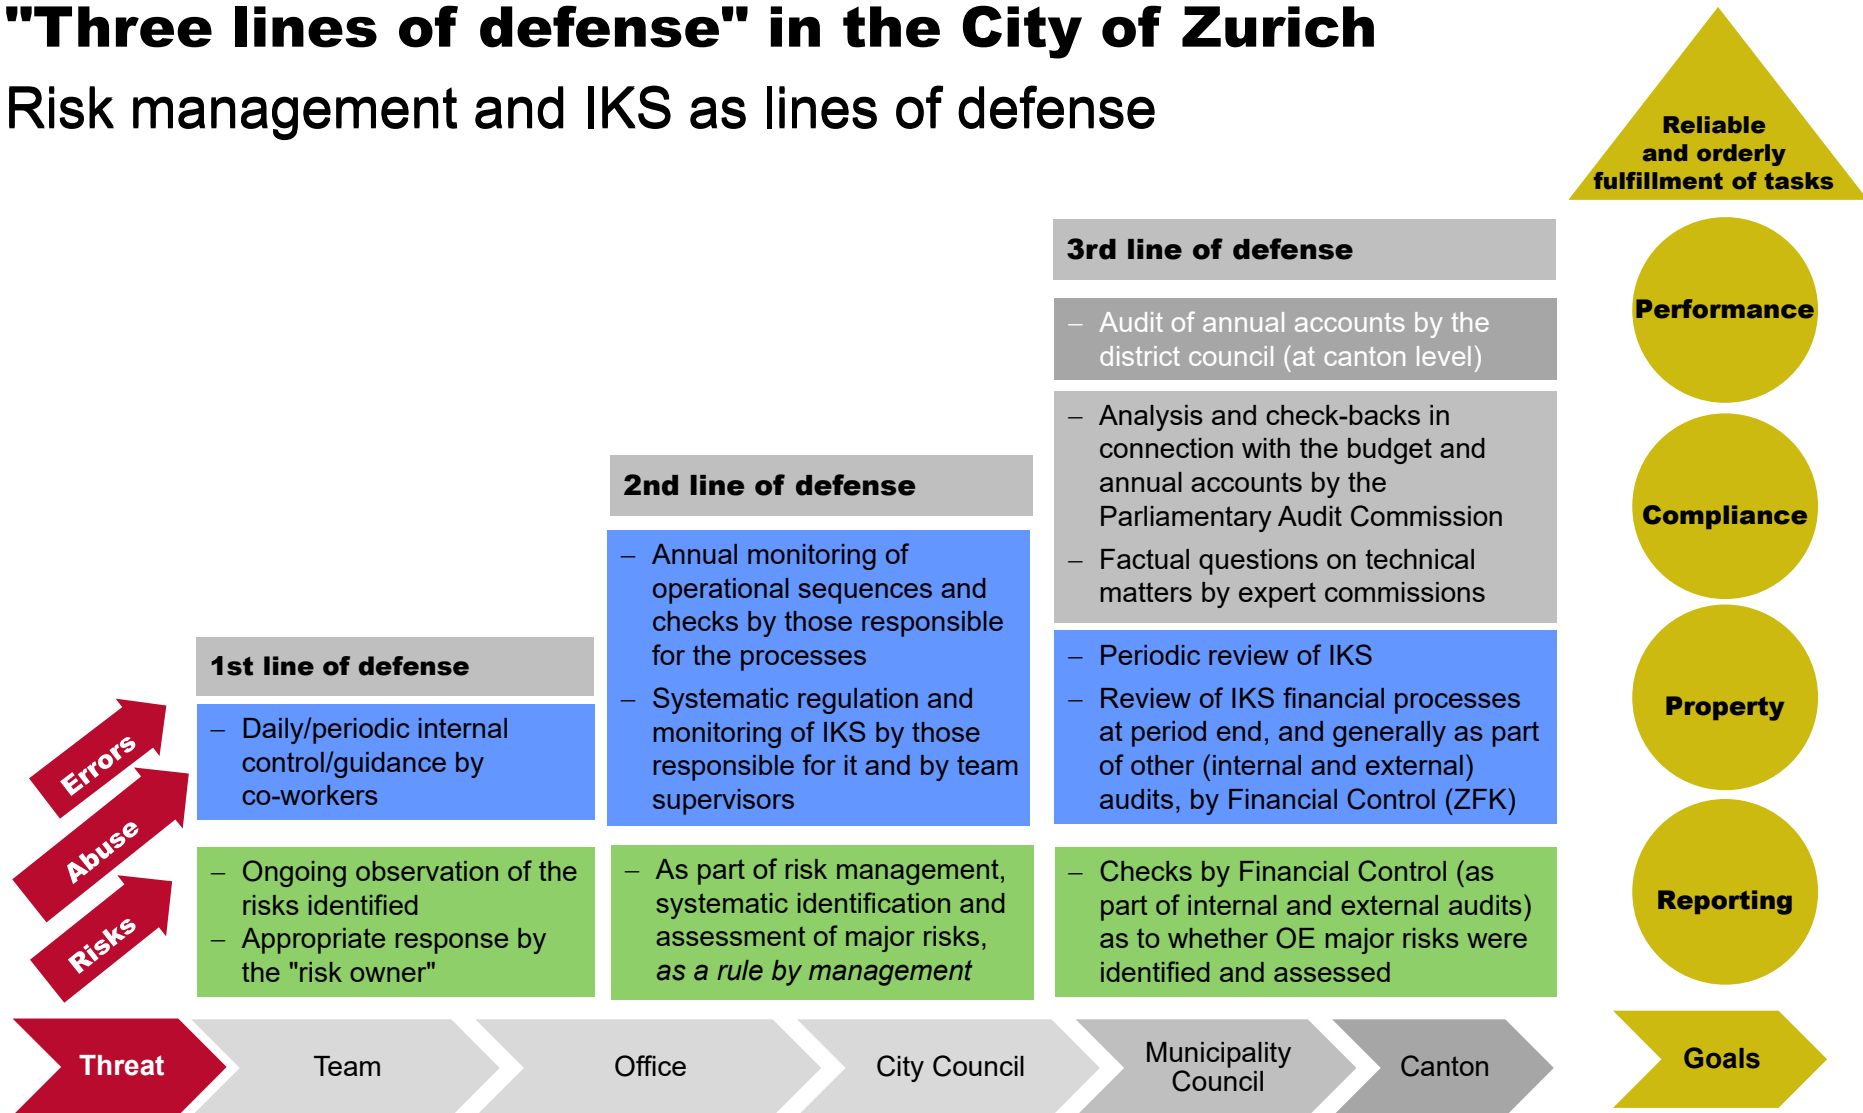 "Three lines of defense" in the City of Zurich
Risk management and IKS as lines of defense
Reliable
and orderly
fulfillment of tasks
3rd line of defense
– Audit of annual accounts by the
district council (at canton level)
– Analysis and check-backs in
connection with the budget and
annual accounts by the
Parliamentary Audit Commission
– Factual questions on technical
matters by expert commissions
– Periodic review of IKS
– Review of IKS financial processes
at period end, and generally as part
of other (internal and external)
audits, by Financial Control (ZFK)
– Checks by Financial Control (as
part of internal and external audits)
as to whether OE major risks were
identified and assessed
2nd line of defense
– Annual monitoring of
operational sequences and
checks by those responsible
for the processes
– Systematic regulation and
monitoring of IKS by those
responsible for it and by team
supervisors
– As part of risk management,
systematic identification and
assessment of major risks,
as a rule by management
1st line of defense
– Daily/periodic internal
control/guidance by
co-workers
– Ongoing observation of the
risks identified
– Appropriate response by
the "risk owner"
Errors
Abuse
Risks
Performance
Compliance
Property
Reporting
Threat
Team
Office
City Council
Municipality
Council
Canton
Goals